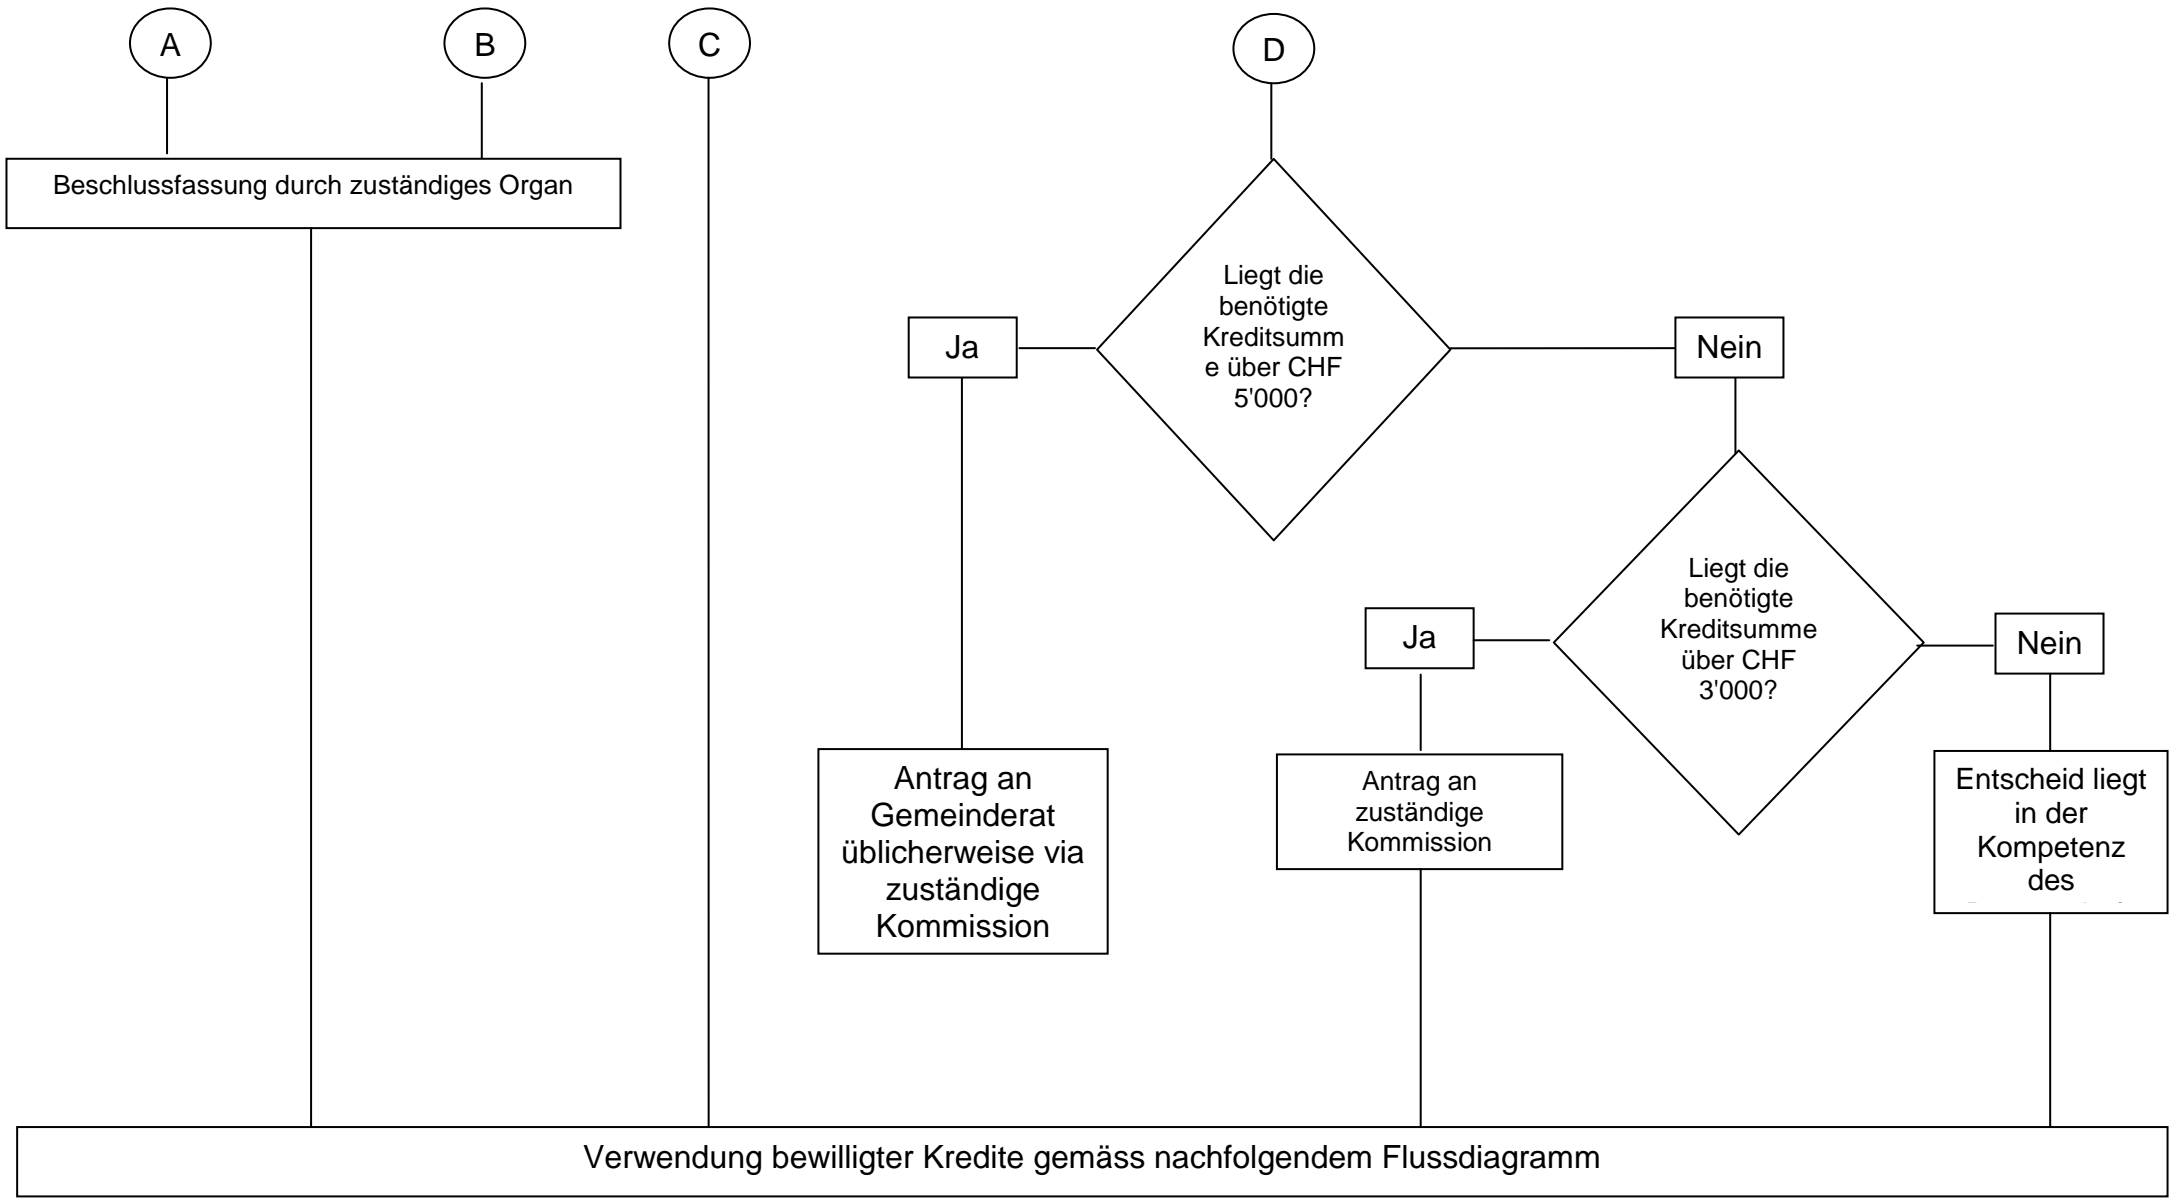 A
B
C
D
Beschlussfassung durch zuständiges Organ
Liegt die
benötigte
Kreditsumm
e über CHF
5'000?
Ja
Nein
Liegt die
benötigte
Kreditsumme
über CHF
3'000?
Ja
Nein
Antrag an
Gemeinderat
üblicherweise via
zuständige
Kommission
Antrag an
zuständige
Kommission
Entscheid liegt
in der
Kompetenz
des
Verwendung bewilligter Kredite gemäss nachfolgendem Flussdiagramm